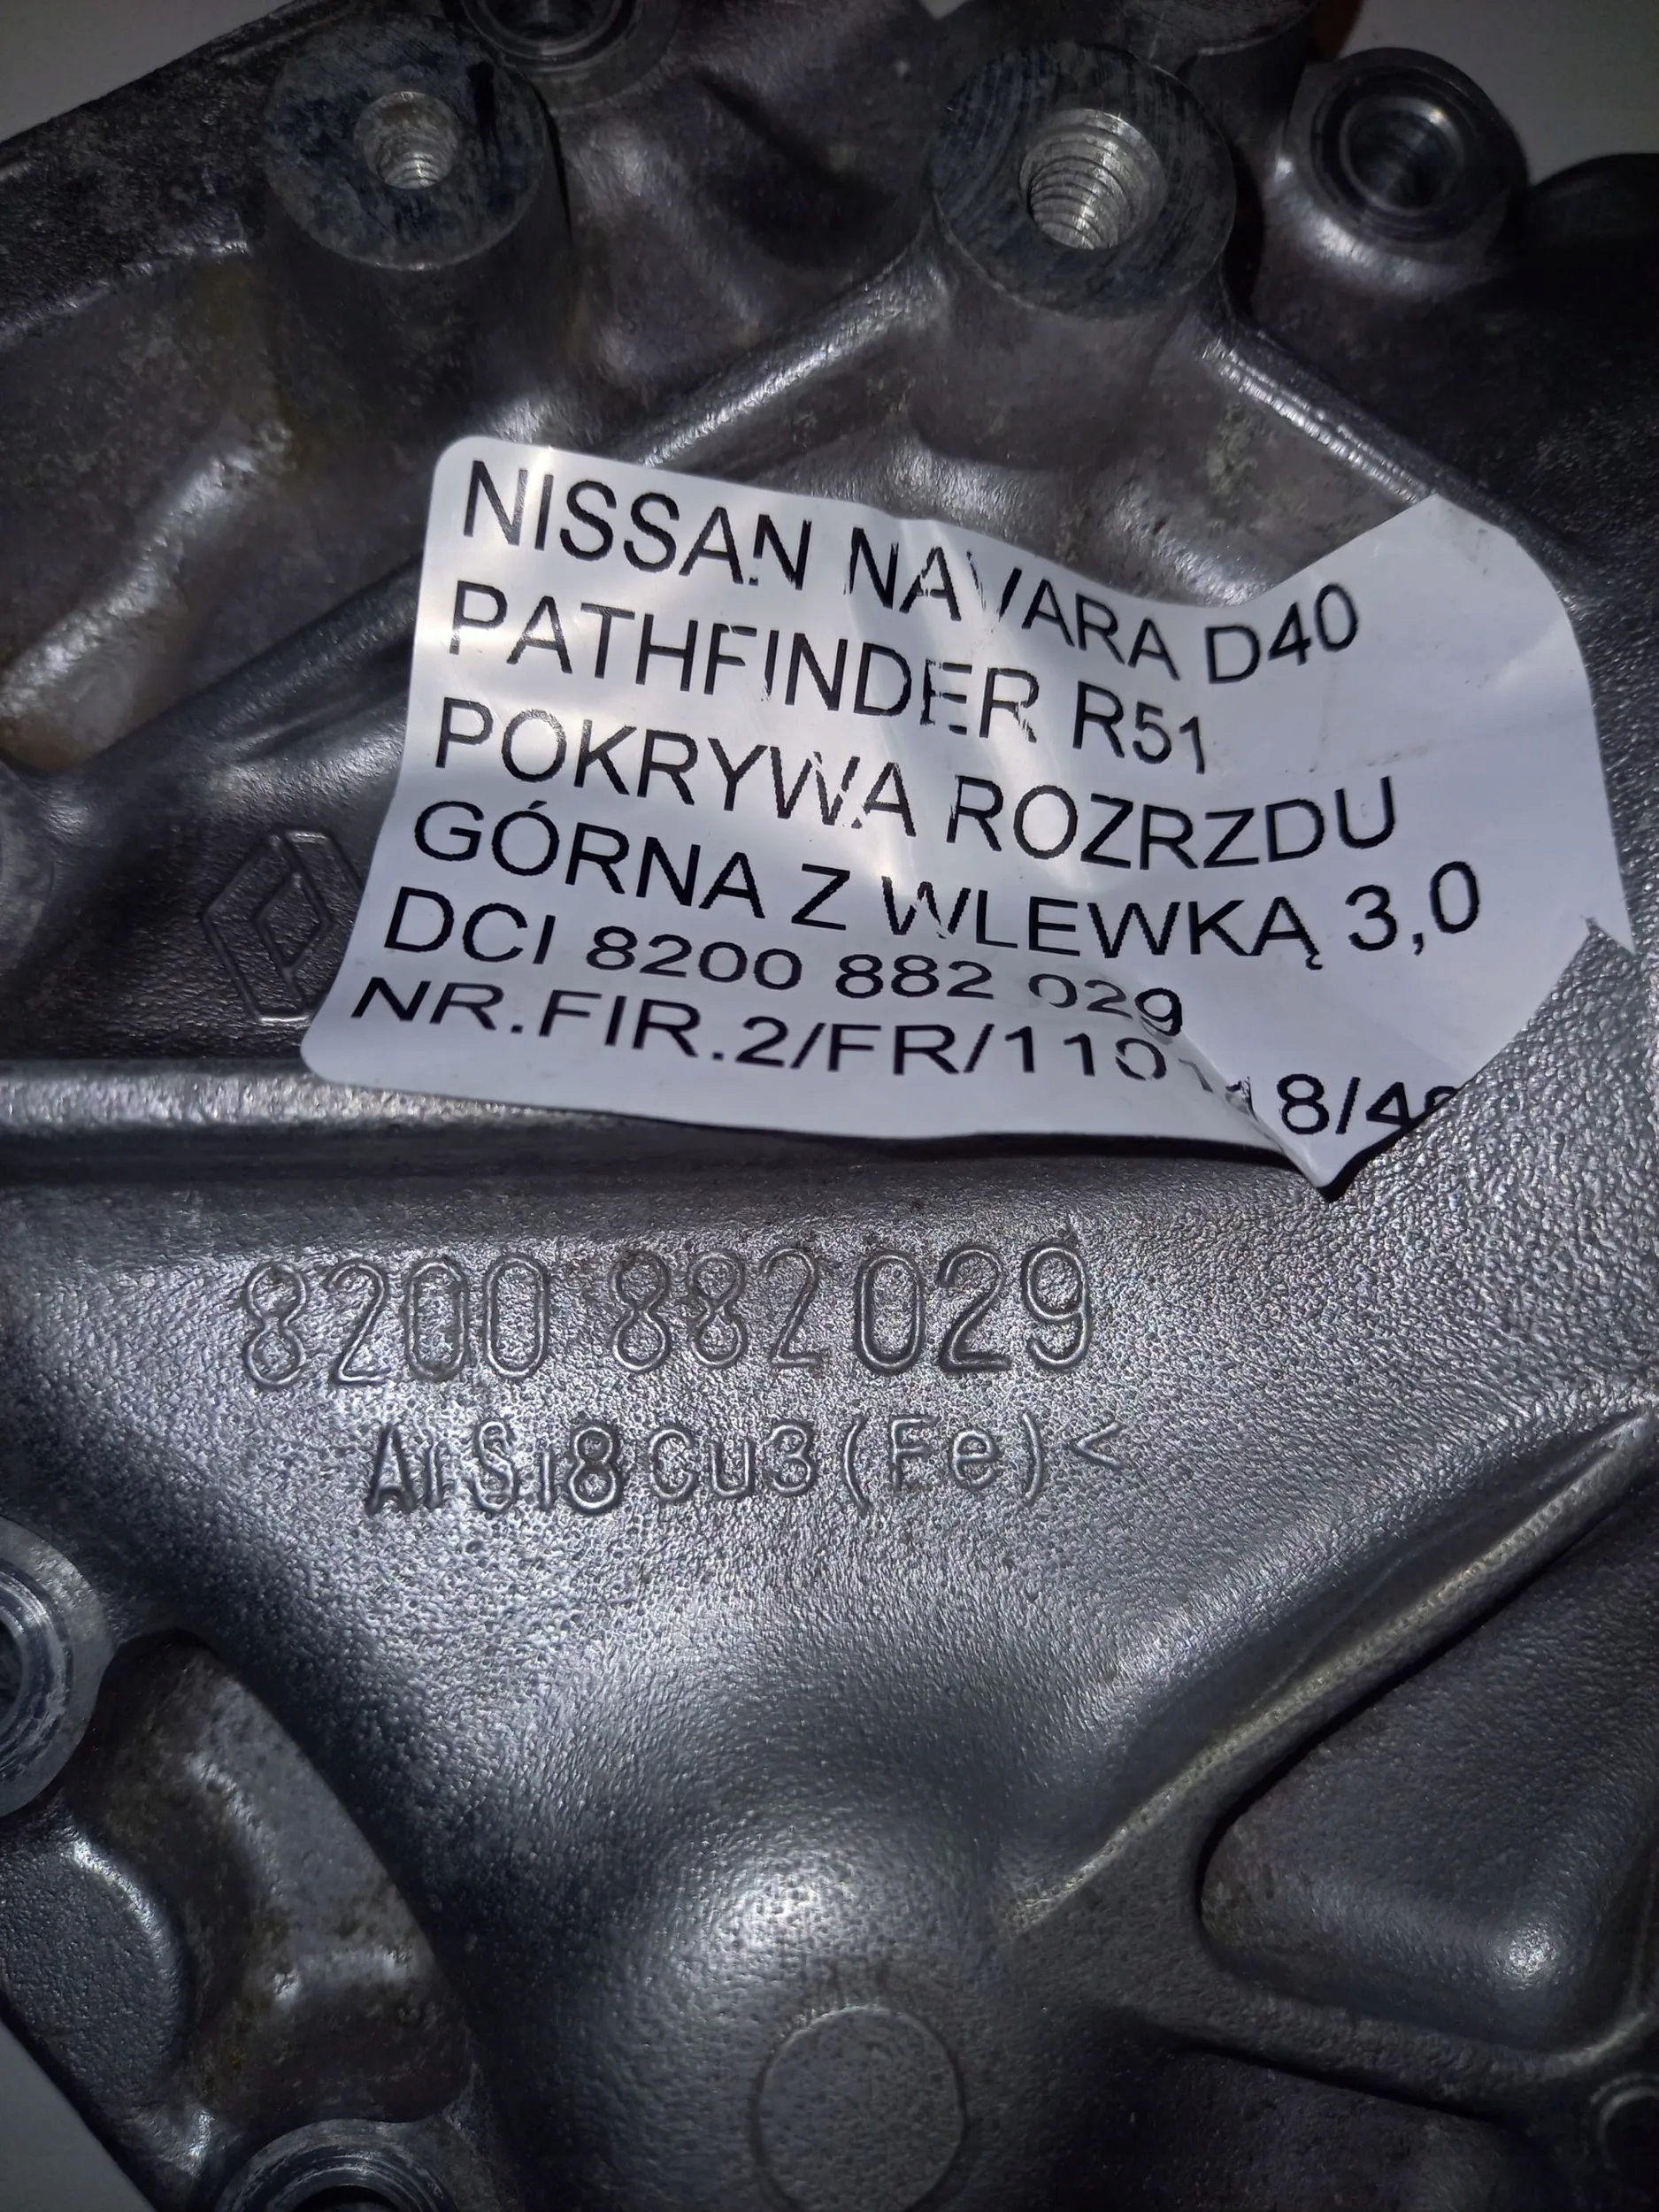 NISSAN NAVARA D40
PATHFINDER R51
POKRYWA ROZRZDU
GÓRNA Z WLEWKĄ 3,0
DCI 8200 882 029
8200 882029
AlSi8Cu3(Fe)<